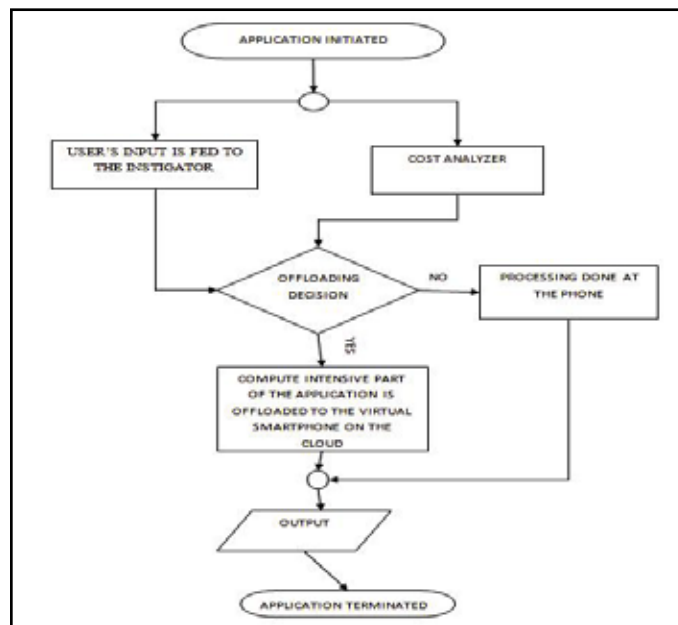 APPLICATION INITIATED
USER'S INPUT IS FED TO
THE INSTIGATOR
COST ANALYZER
OFFLOADING
DECISION
NO
PROCESSING DONE AT
THE PHONE
YES
COMPUTE INTENSIVE PART
OF THE APPLICATION IS
OFFLOADED TO THE VIRTUAL
SMARTPHONE ON THE
CLOUD
OUTPUT
APPLICATION TERMINATED